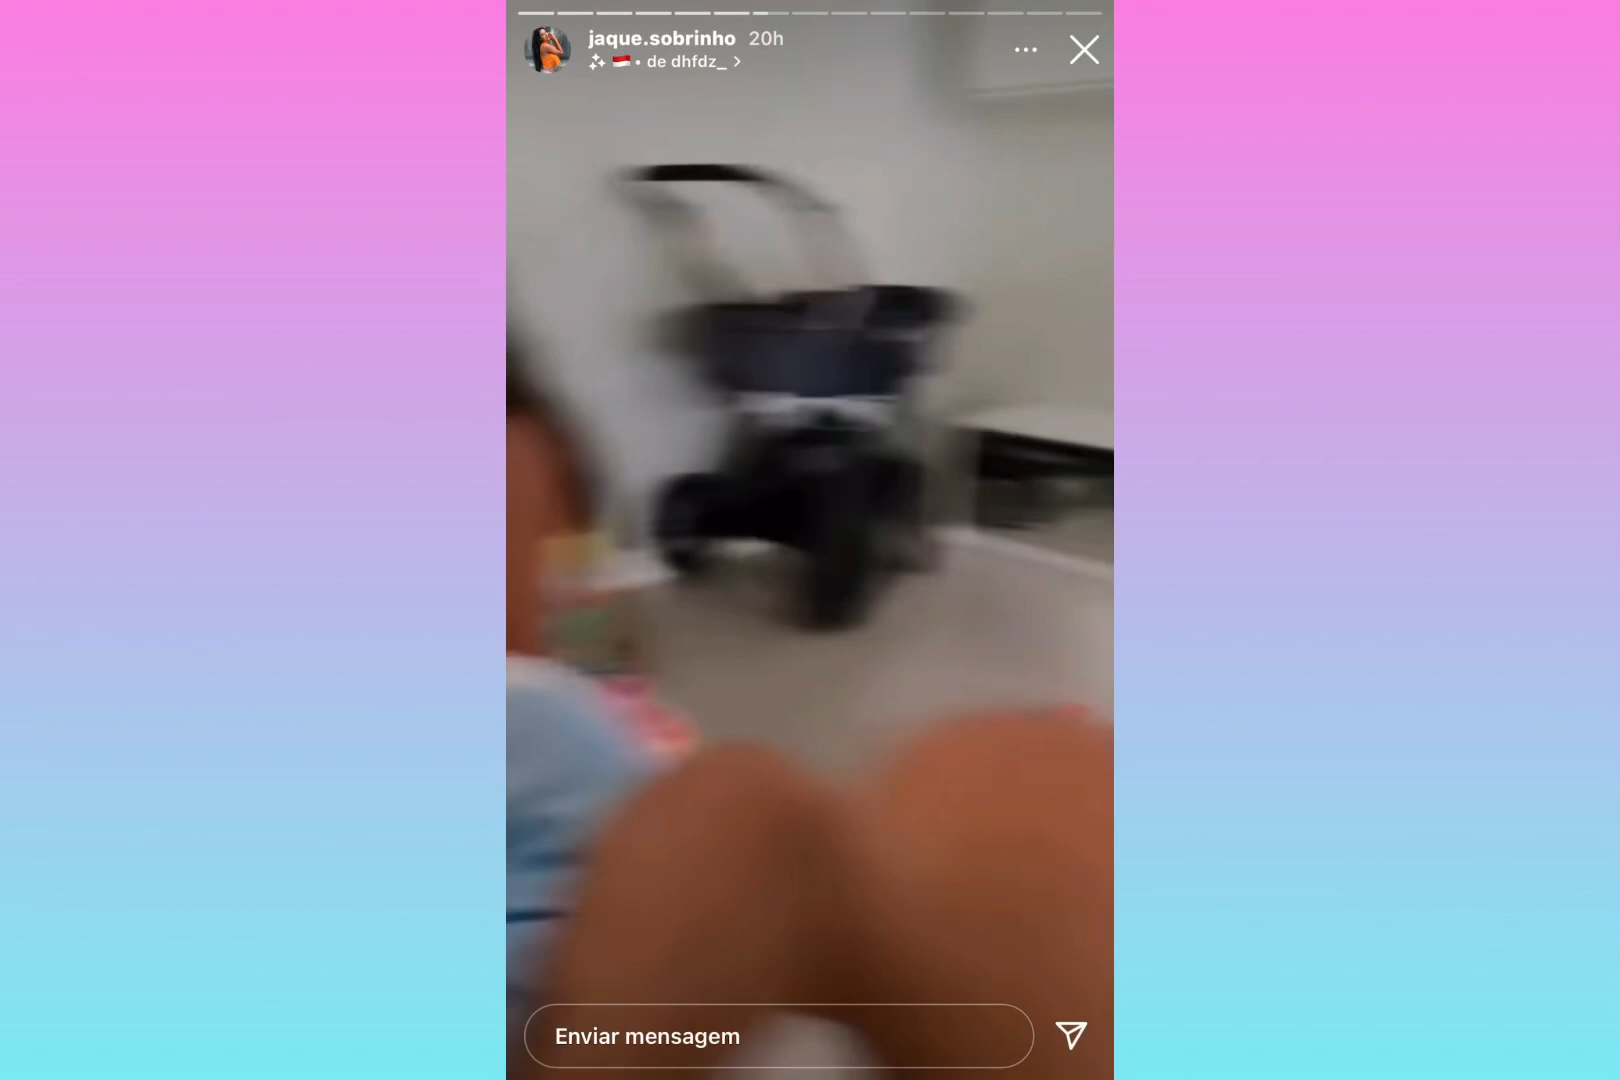 jaque.sobrinho 20h
✨ 🇮🇩 • de dhfdz_ >
Enviar mensagem